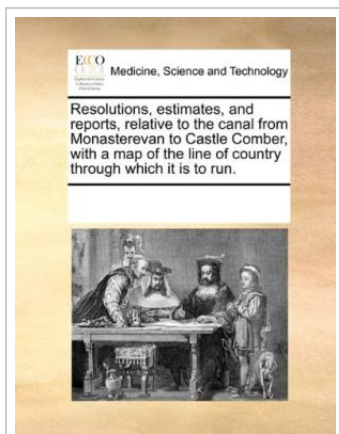 ECCO
Medicine, Science and Technology
Resolutions, estimates, and
reports, relative to the canal from
Monasterevan to Castle Comber,
with a map of the line of country
through which it is to run.